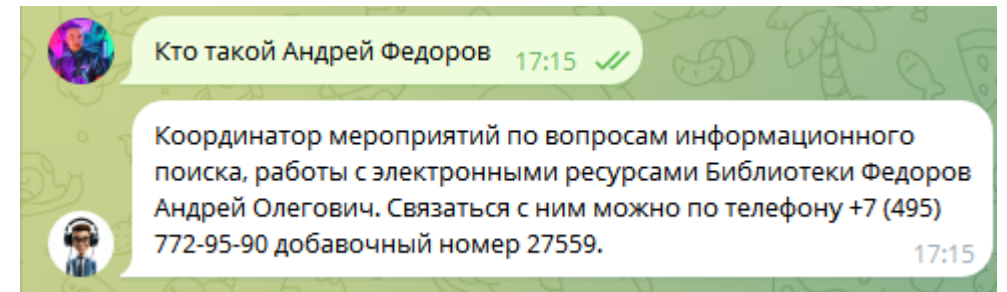 Кто такой Андрей Федоров 17:15
Координатор мероприятий по вопросам информационного
поиска, работы с электронными ресурсами Библиотеки Федоров
Андрей Олегович. Связаться с ним можно по телефону +7 (495)
772-95-90 добавочный номер 27559. 17:15